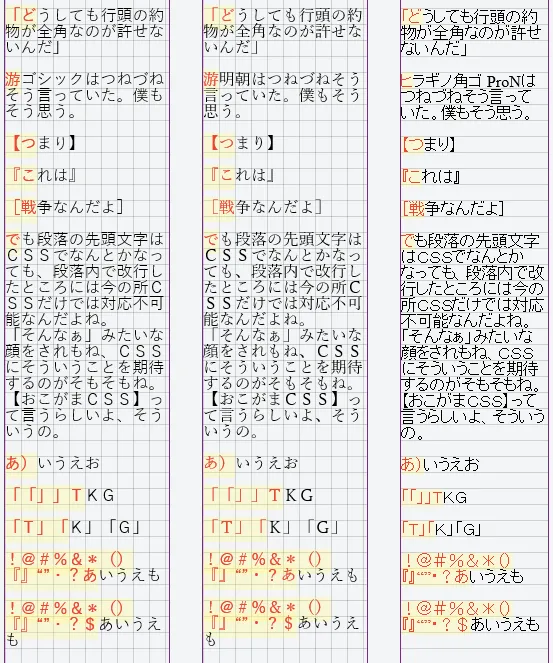 「どうしても行頭の約
物が全角なのが許せな
いんだ」
游ゴシックはつねづね
そう言っていた。僕も
そう思う。
【つまり】
『これは』
［戦争なんだよ］
でも段落の先頭文字は
ＣＳＳでなんとかなっ
ても、段落内で改行し
たところには今の所Ｃ
ＳＳだけでは対応不可
能なんだよね。
「そんなぁ」みたいな
顔をされもね、ＣＳＳ
にそういうことを期待
するのがそもそもね。
【おこがまＣＳＳ】っ
て言うらしいよ、そう
いうの。
あ）いうえお
「「」」ＴＫＧ
「Ｔ」「Ｋ」「Ｇ」
！＠＃％＆＊（）
『』“”・？あいうえも
！＠＃％＆＊（）
『』“”・？＄あいうえ
も
「どうしても行頭の約
物が全角なのが許せな
いんだ」
游明朝はつねづねそう
言っていた。僕もそう
思う。
【つまり】
『これは』
［戦争なんだよ］
でも段落の先頭文字は
ＣＳＳでなんとかなっ
ても、段落内で改行し
たところには今の所Ｃ
ＳＳだけでは対応不可
能なんだよね。
「そんなぁ」みたいな
顔をされもね、ＣＳＳ
にそういうことを期待
するのがそもそもね。
【おこがまＣＳＳ】っ
て言うらしいよ、そう
いうの。
あ）いうえお
「「」」ＴＫＧ
「Ｔ」「Ｋ」「Ｇ」
！＠＃％＆＊（）
『』“”・？あいうえも
！＠＃％＆＊（）
『』“”・？＄あいうえ
も
「どうしても行頭の約
物が全角なのが許せ
ないんだ」
ヒラギノ角ゴ ProNは
つねづねそう言って
いた。僕もそう思う。
【つまり】
『これは』
［戦争なんだよ］
でも段落の先頭文字
はＣＳＳでなんとか
なっても、段落内で改
行したところには今の
所ＣＳＳだけでは対応
不可能なんだよね。
「そんなぁ」みたいな
顔をされもね、ＣＳＳ
にそういうことを期待
するのがそもそもね。
【おこがまＣＳＳ】って
言うらしいよ、そういう
の。
あ）いうえお
「「」」ＴＫＧ
「Ｔ」「Ｋ」「Ｇ」
！＠＃％＆＊（）
『』“”・？あいうえも
！＠＃％＆＊（）
『』“”・？＄あいうえも